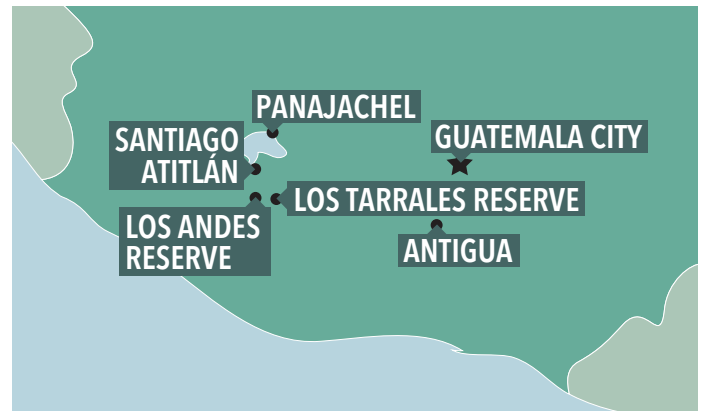 PANAJACHEL
SANTIAGO
ATITLÁN
GUATEMALA CITY
LOS TARRALES RESERVE
LOS ANDES
RESERVE
ANTIGUA